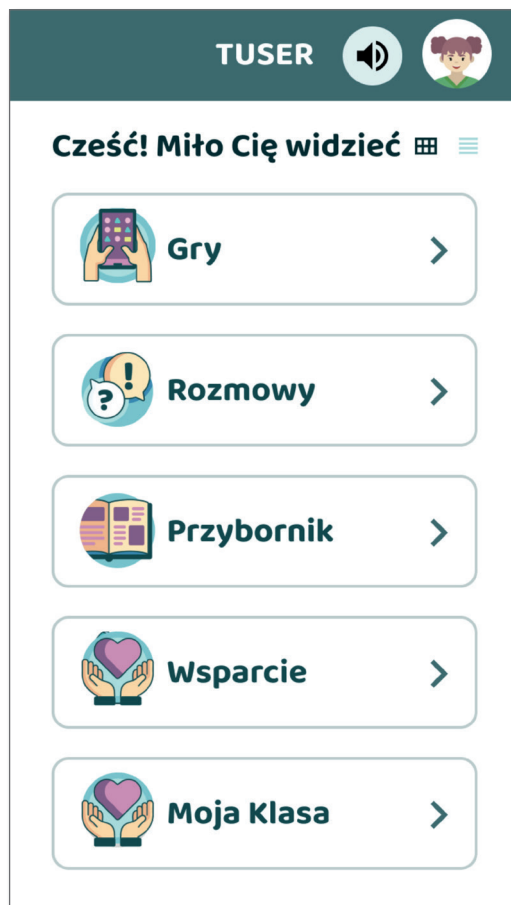 TUSER
Cześć! Miło Cię widzieć
Gry
! ?
Rozmowy
Przybornik
Wsparcie
Moja Klasa